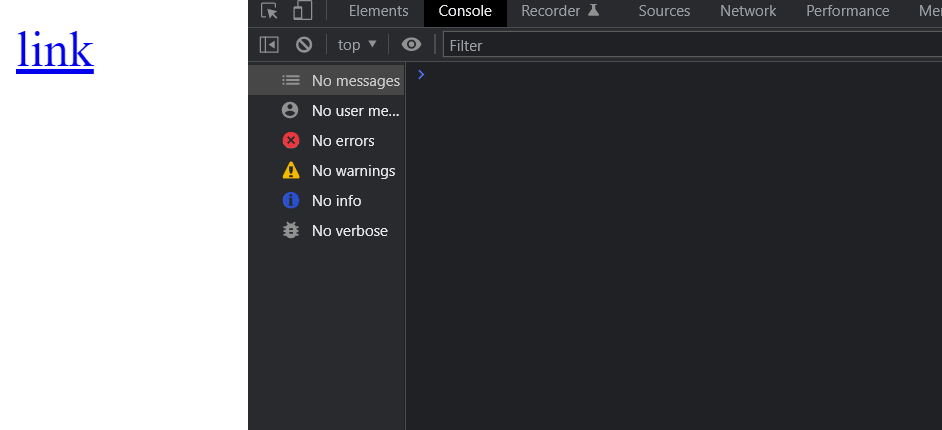 link
Elements Console Recorder Sources Network Performance Me
top Filter
No messages
No user me...
No errors
No warnings
No info
No verbose